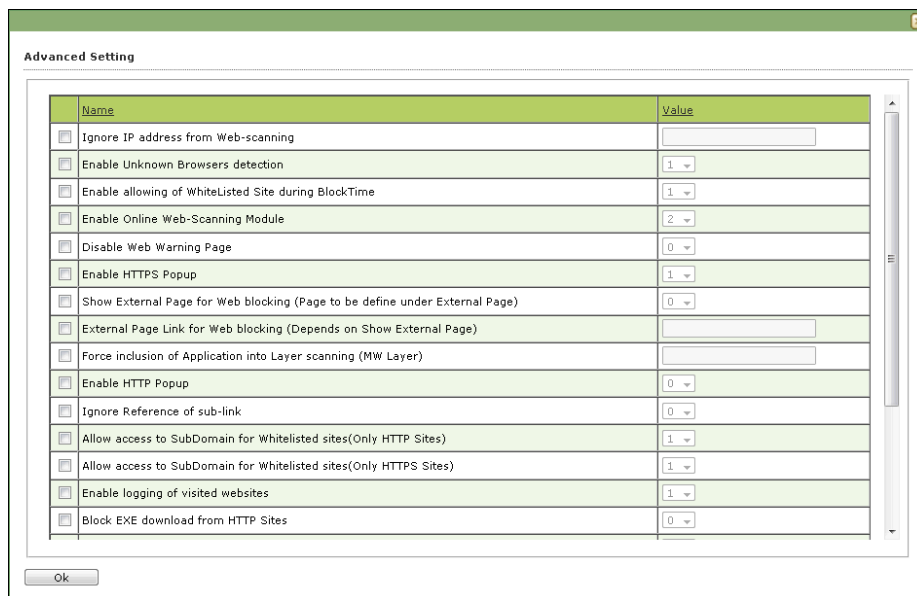 Advanced Setting
Name Value
Ignore IP address from Web-scanning
Enable Unknown Browsers detection 1
Enable allowing of WhiteListed Site during BlockTime 1
Enable Online Web-Scanning Module 2
Disable Web Warning Page 0
Enable HTTPS Popup 1
Show External Page for Web blocking (Page to be define under External Page) 0
External Page Link for Web blocking (Depends on Show External Page)
Force inclusion of Application into Layer scanning (MW Layer)
Enable HTTP Popup 0
Ignore Reference of sub-link 0
Allow access to SubDomain for Whitelisted sites(Only HTTP Sites) 1
Allow access to SubDomain for Whitelisted sites(Only HTTPS Sites) 1
Enable logging of visited websites 1
Block EXE download from HTTP Sites 0
Ok